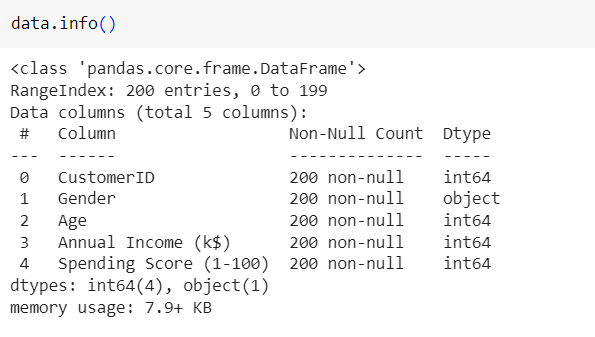 data.info()
<class 'pandas.core.frame.DataFrame'>
RangeIndex: 200 entries, 0 to 199
Data columns (total 5 columns):
 #   Column                  Non-Null Count  Dtype
---  ------                  --------------  -----
 0   CustomerID              200 non-null    int64
 1   Gender                  200 non-null    object
 2   Age                     200 non-null    int64
 3   Annual Income (k$)      200 non-null    int64
 4   Spending Score (1-100)  200 non-null    int64
dtypes: int64(4), object(1)
memory usage: 7.9+ KB